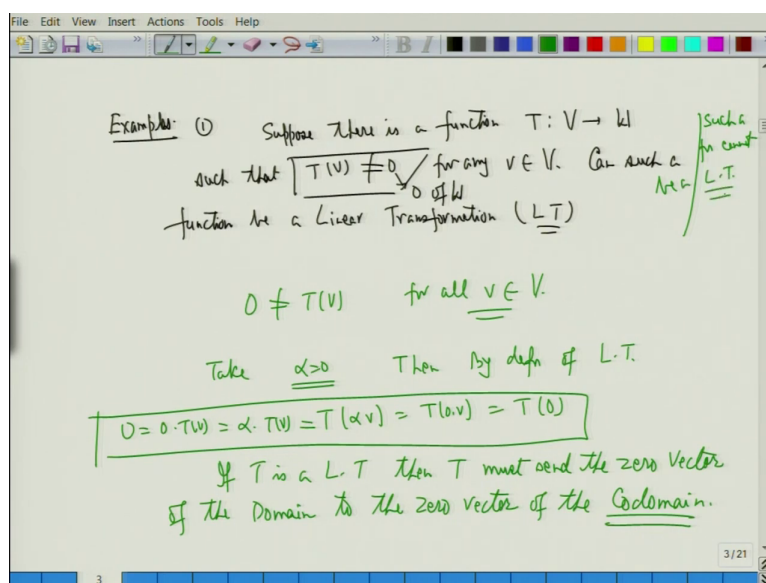 File Edit View Insert Actions Tools Help
Examples. ① Suppose there is a function T : V → W
such that T(v) ≠ 0 for any v ∈ V. Can such a
→ 0 of W
function be a Linear Transformation (LT)
such a
fn cannot
be a L.T.
0 ≠ T(v) for all v ∈ V.
Take α=0 Then By defn of L.T.
0 = 0·T(v) = α·T(v) = T(αv) = T(0.v) = T(0)
If T is a L.T then T must send the zero vector
of the Domain to the zero vector of the Codomain.
3/21
3